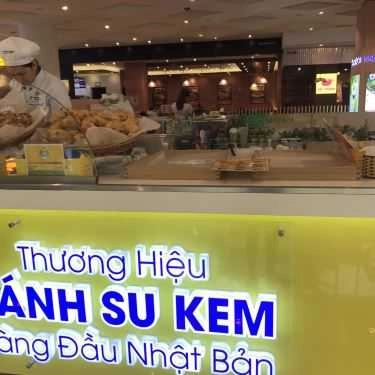 Thương Hiệu
ÁNH SU KEM
àng Đầu Nhật Bản